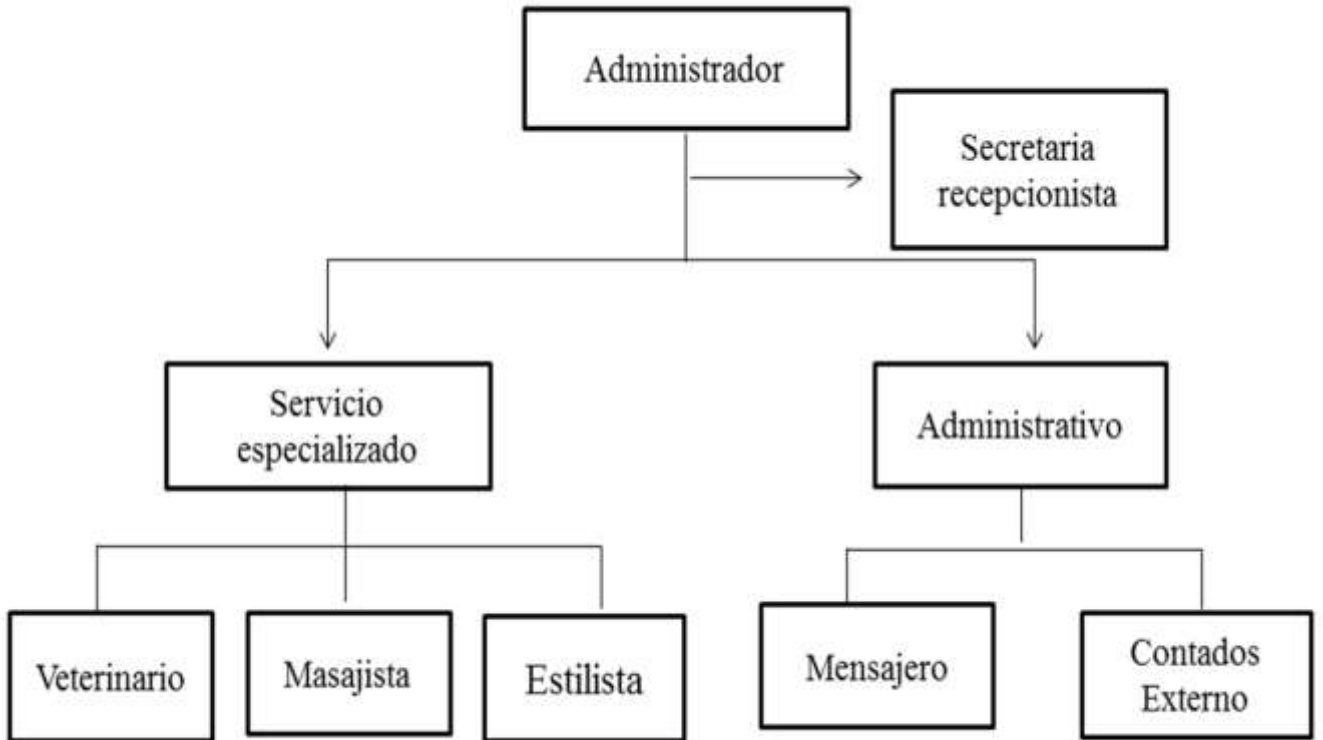 Administrador
Secretaria
recepcionista
Servicio
especializado
Administrativo
Veterinario
Masajista
Estilista
Mensajero
Contados
Externo